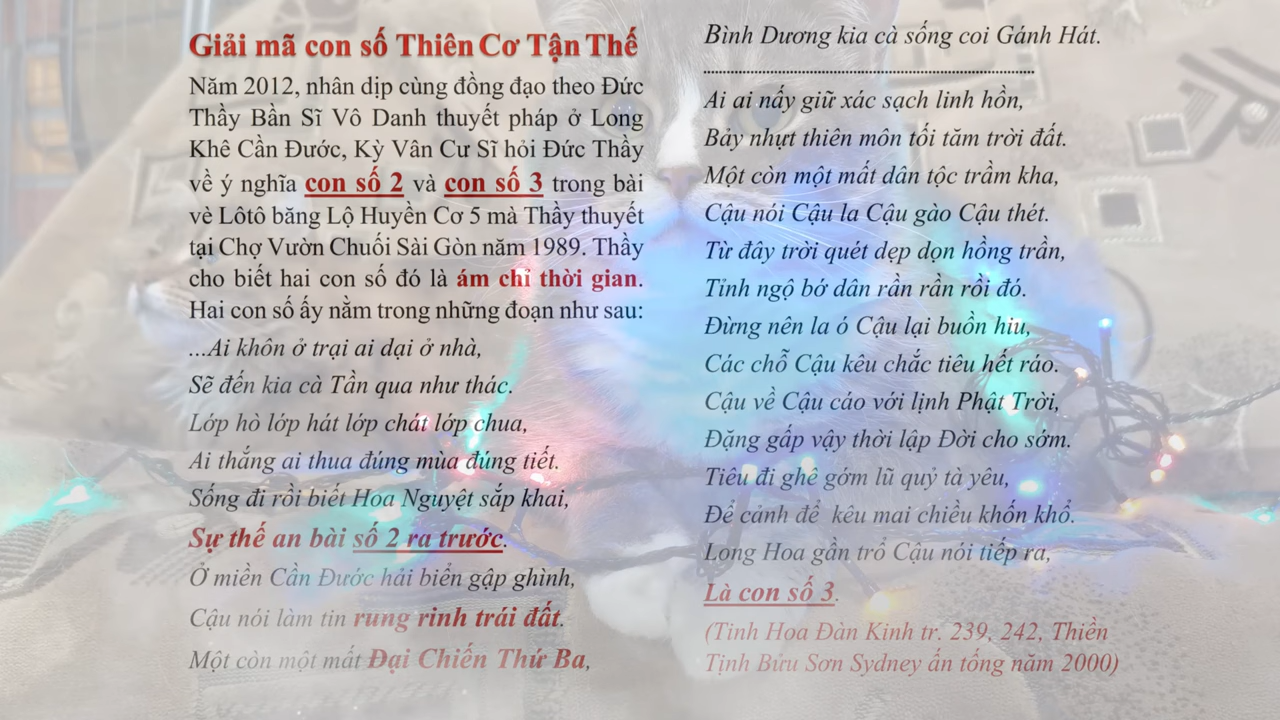 Giải mã con số Thiên Cơ Tận Thế
Năm 2012, nhân dịp cùng đồng đạo theo Đức
Thầy Bần Sĩ Vô Danh thuyết pháp ở Long
Khê Cần Đước, Kỳ Vân Cư Sĩ hỏi Đức Thầy
về ý nghĩa con số 2 và con số 3 trong bài
vè Lôtô băng Lộ Huyền Cơ 5 mà Thầy thuyết
tại Chợ Vườn Chuối Sài Gòn năm 1989. Thầy
cho biết hai con số đó là ám chỉ thời gian.
Hai con số ấy nằm trong những đoạn như sau:
...Ai khôn ở trại ai dại ở nhà,
Sẽ đến kia cà Tần qua như thác.
Lớp hò lớp hát lớp chát lớp chua,
Ai thắng ai thua đúng mùa đúng tiết.
Sống đi rồi biết Hoa Nguyệt sắp khai,
Sự thế an bài số 2 ra trước.
Ở miền Cần Đước hải biển gập ghình,
Cậu nói làm tin rung rinh trái đất.
Một còn một mất Đại Chiến Thứ Ba,
Bình Dương kia cà sống coi Gánh Hát.
................................................................
Ai ai nấy giữ xác sạch linh hồn,
Bảy nhựt thiên môn tối tăm trời đất.
Một còn một mất dân tộc trầm kha,
Cậu nói Cậu la Cậu gào Cậu thét.
Từ đây trời quét dẹp dọn hồng trần,
Tỉnh ngộ bớ dân rần rần rồi đó.
Đừng nên la ó Cậu lại buồn hiu,
Các chỗ Cậu kêu chắc tiêu hết ráo.
Cậu về Cậu cáo với lịnh Phật Trời,
Đặng gấp vậy thời lập Đời cho sớm.
Tiêu đi ghê gớm lũ quỷ tà yêu,
Để cảnh đề kêu mai chiều khốn khổ.
Long Hoa gần trổ Cậu nói tiếp ra,
Là con số 3.
(Tinh Hoa Đàn Kinh tr. 239, 242, Thiền
Tịnh Bửu Sơn Sydney ấn tống năm 2000)